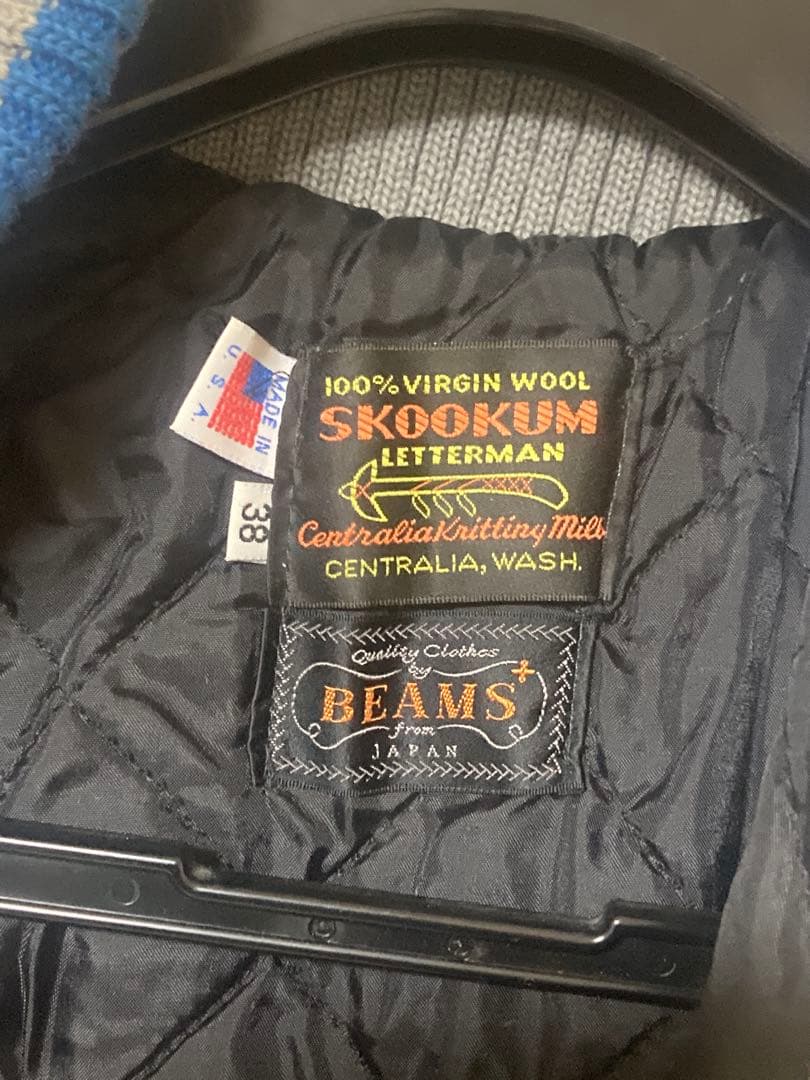 MADE IN
U. S. A.
38
100% VIRGIN WOOL
SKOOKUM
LETTERMAN
Centralia Knitting Mills
CENTRALIA, WASH.
Quality Clothes
by
BEAMS+
from
JAPAN